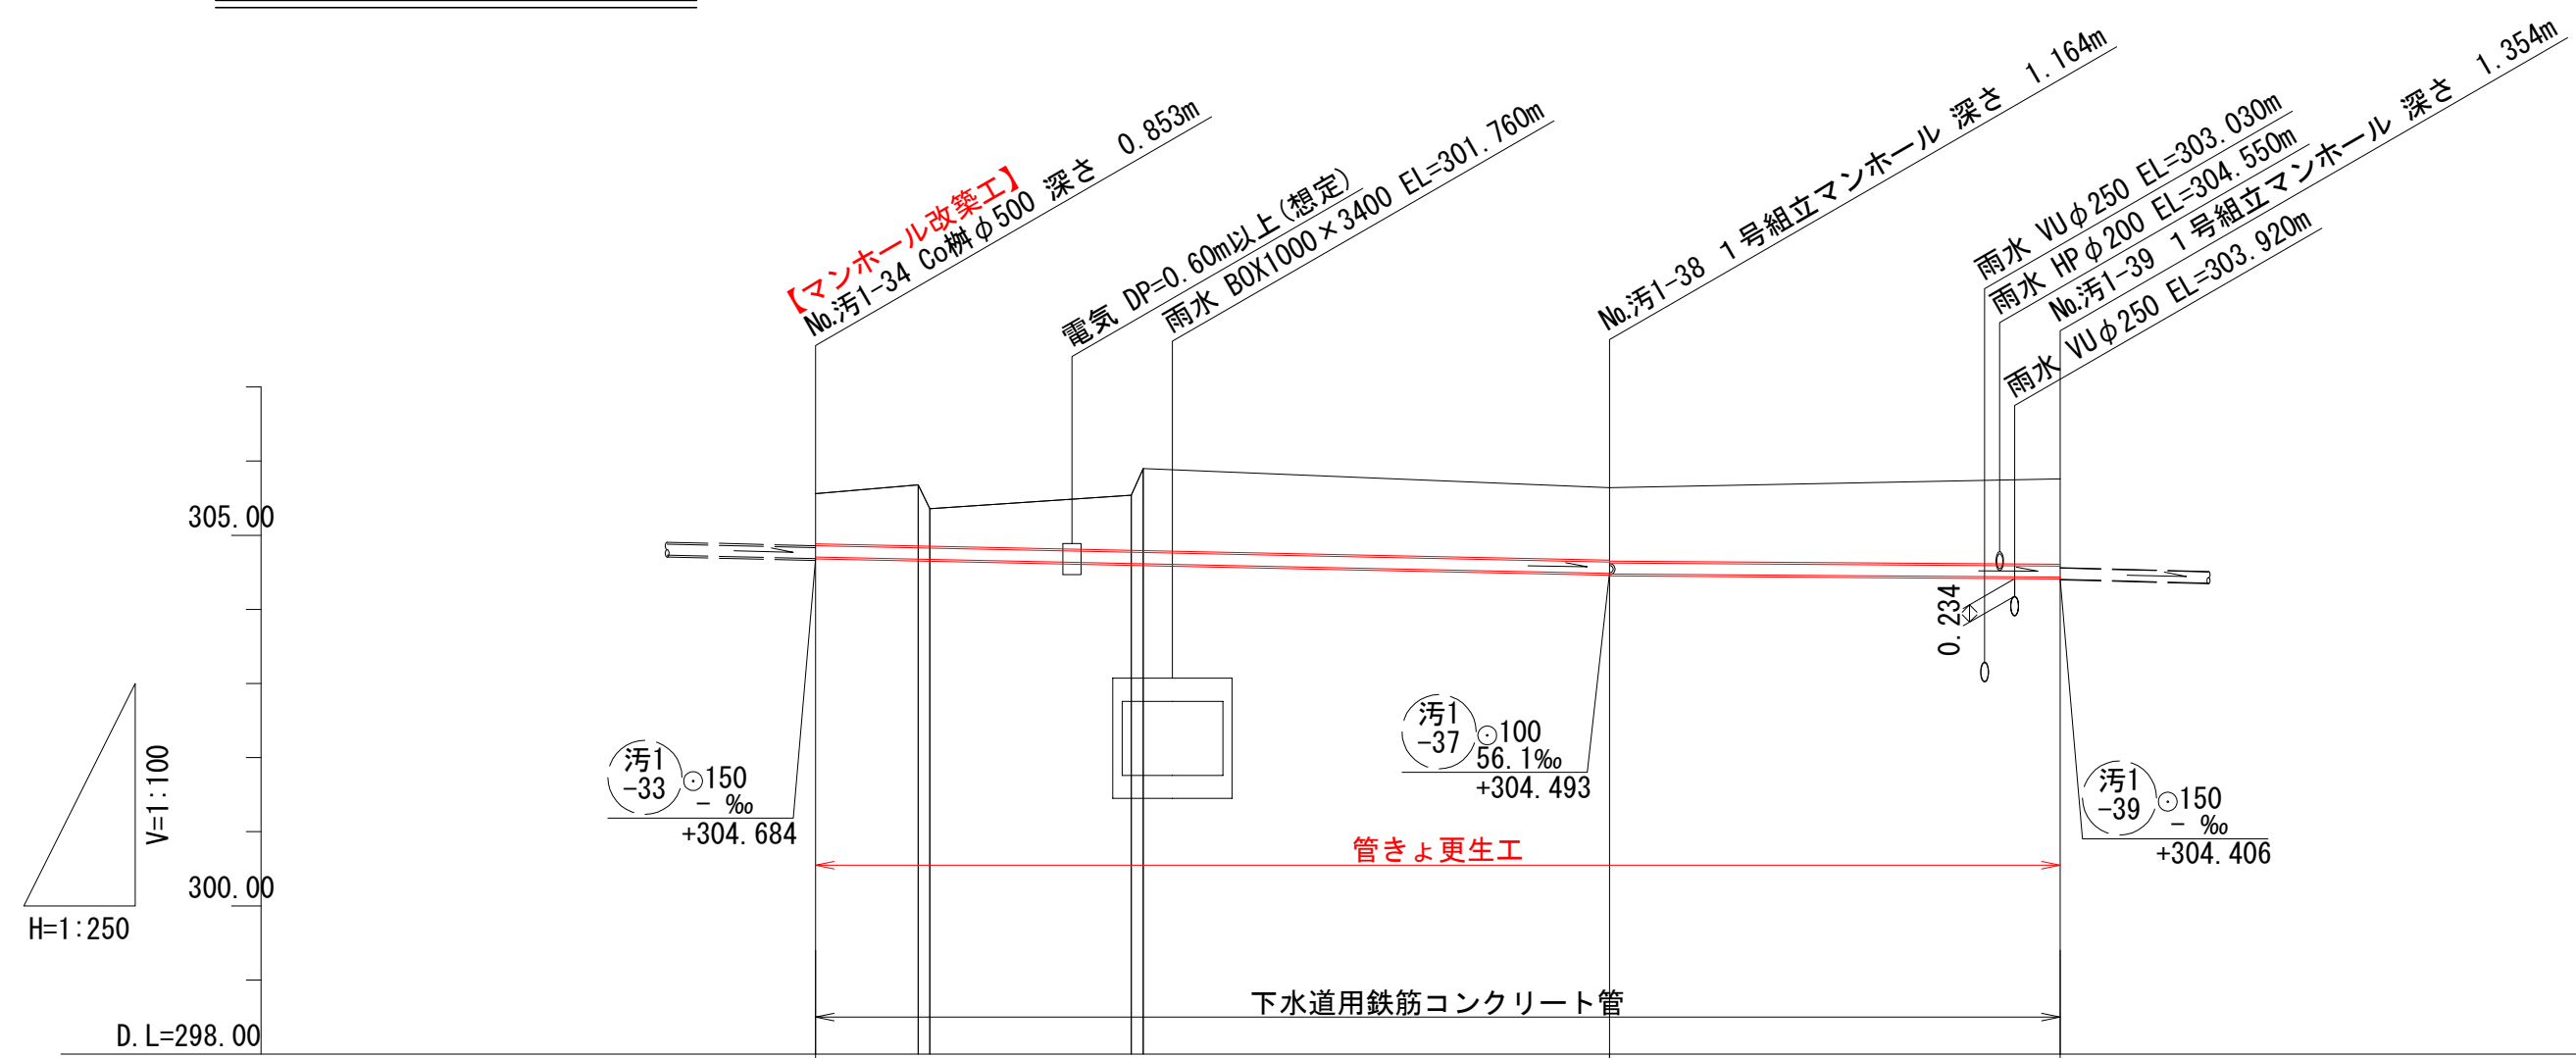 【マンホール改築工】
№.汚1-34 Co桝φ500 深さ 0.853m
電気 DP=0.60m以上(想定)
雨水 BOX1000×3400 EL=301.760m
№.汚1-38 1号組立マンホール 深さ 1.164m
雨水 VUφ250 EL=303.030m
雨水 HPφ200 EL=304.550m
№.汚1-39 1号組立マンホール 深さ 1.354m
雨水 VUφ250 EL=303.920m
305.00
0.234
V=1:100
H=1:250
汚1
-33
150
- ‰
+304.684
汚1
-37
100
56.1‰
+304.493
汚1
-39
150
- ‰
+304.406
管きょ更生工
300.00
下水道用鉄筋コンクリート管
D.L=298.00